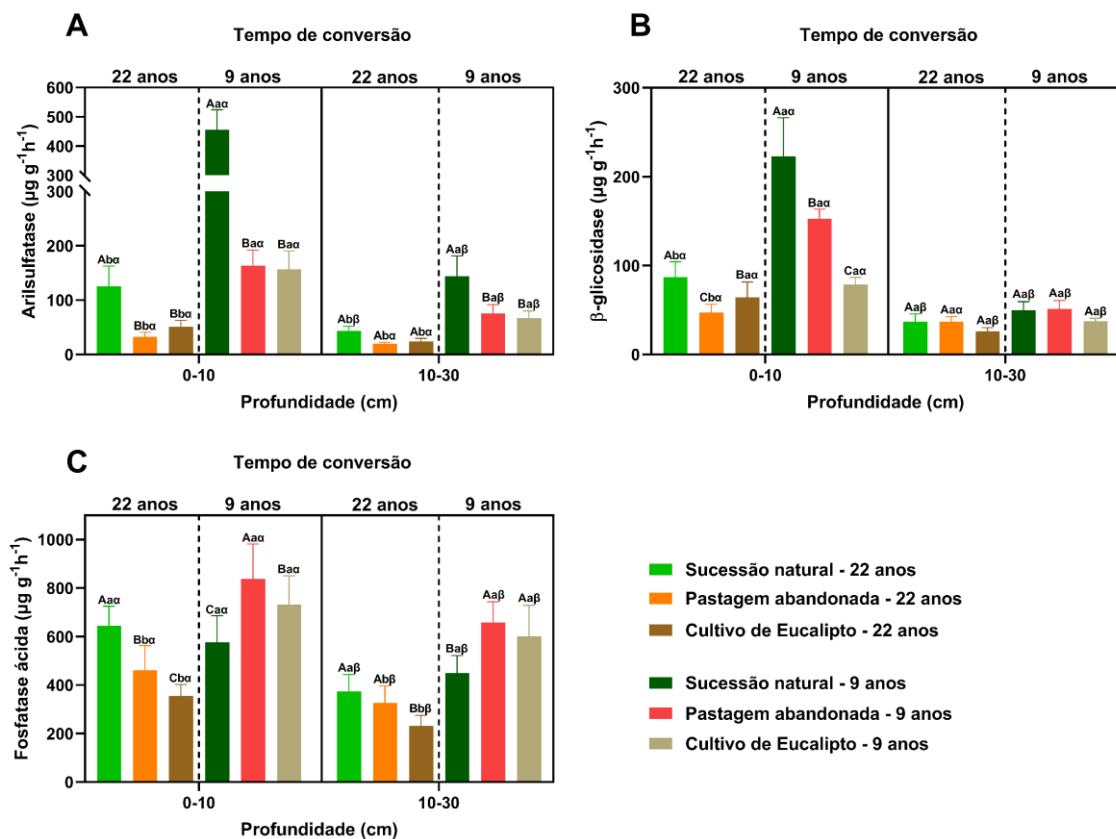 A
Tempo de conversão
22 anos 9 anos 22 anos 9 anos
Arilsulfatase (µg g⁻¹h⁻¹)
600
500
400
300
300
200
100
0
Abα Bbα Bbα Aaα Baα Baα Abβ Abα Abα Aaβ Baβ Baβ
0-10 10-30
Profundidade (cm)
B
Tempo de conversão
22 anos 9 anos 22 anos 9 anos
β-glicosidase (µg g⁻¹h⁻¹)
300
200
100
0
Abα Cbα Baα Aaα Baα Caα Aaβ Aaα Aaβ Aaβ Aaβ Aaβ
0-10 10-30
Profundidade (cm)
C
Tempo de conversão
22 anos 9 anos 22 anos 9 anos
Fosfatase ácida (µg g⁻¹h⁻¹)
1000
800
600
400
200
0
Aaα Bbα Cbα Caα Aaα Baα Aaβ Abβ Bbβ Baβ Aaβ Aaβ
0-10 10-30
Profundidade (cm)
Sucessão natural - 22 anos
Pastagem abandonada - 22 anos
Cultivo de Eucalipto - 22 anos
Sucessão natural - 9 anos
Pastagem abandonada - 9 anos
Cultivo de Eucalipto - 9 anos